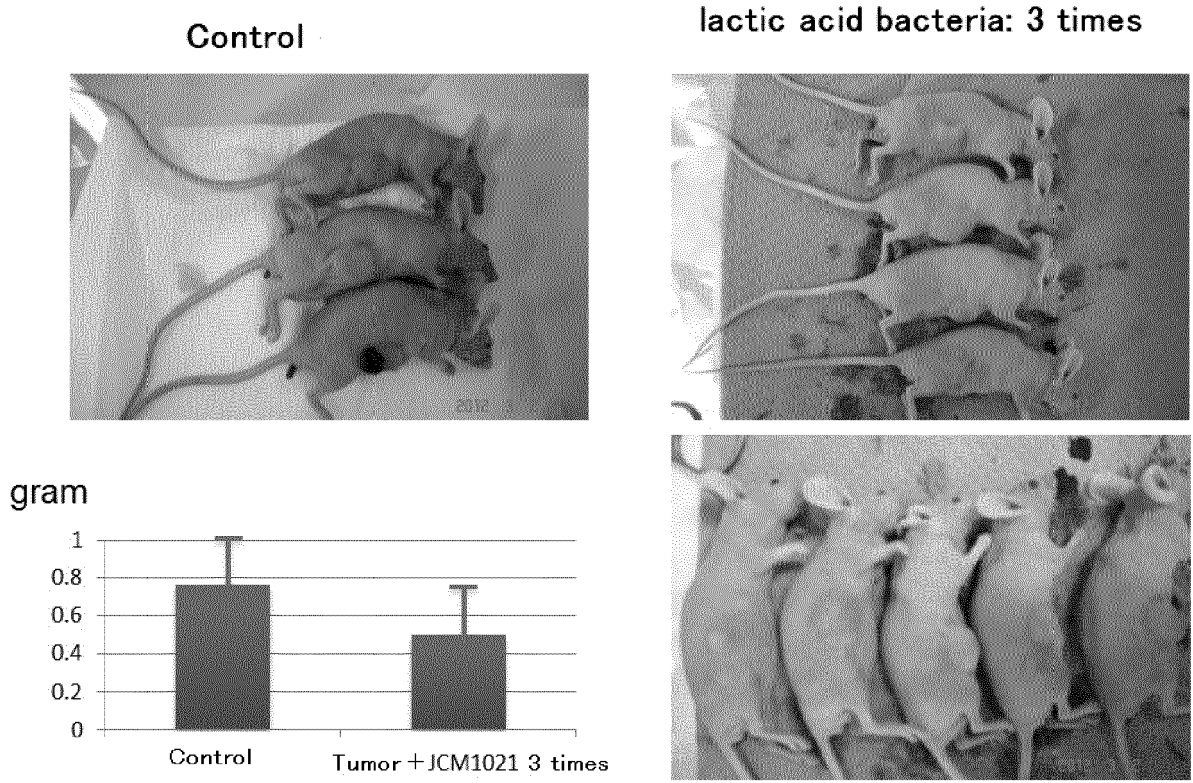 Control
lactic acid bacteria: 3 times
2012
gram
1
0.8
0.6
0.4
0.2
0
Control
Tumor＋JCM1021 3 times